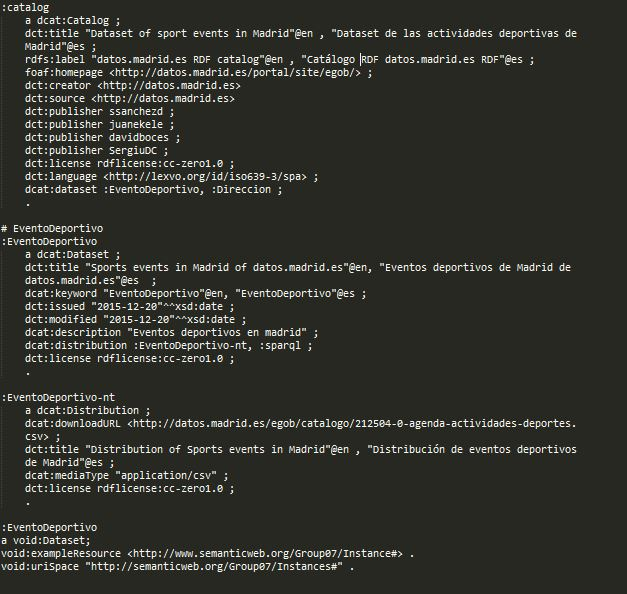 :catalog
a dcat:Catalog ;
dct:title "Dataset of sport events in Madrid"@en , "Dataset de las actividades deportivas de
Madrid"@es ;
rdfs:label "datos.madrid.es RDF catalog"@en , "Catálogo RDF datos.madrid.es RDF"@es ;
foaf:homepage <http://datos.madrid.es/portal/site/egob/> ;
dct:creator <http://datos.madrid.es>
dct:source <http://datos.madrid.es>
dct:publisher ssanchezd ;
dct:publisher juanekele ;
dct:publisher davidboces ;
dct:publisher SergiuDC ;
dct:license rdflicense:cc-zero1.0 ;
dct:language <http://lexvo.org/id/iso639-3/spa> ;
dcat:dataset :EventoDeportivo, :Direccion ;
.
# EventoDeportivo
:EventoDeportivo
a dcat:Dataset ;
dct:title "Sports events in Madrid of datos.madrid.es"@en, "Eventos deportivos de Madrid de
datos.madrid.es"@es  ;
dcat:keyword "EventoDeportivo"@en, "EventoDeportivo"@es ;
dct:issued "2015-12-20"^^xsd:date ;
dct:modified "2015-12-20"^^xsd:date ;
dcat:description "Eventos deportivos en madrid" ;
dcat:distribution :EventoDeportivo-nt, :sparql ;
dct:license rdflicense:cc-zero1.0 ;
.
:EventoDeportivo-nt
a dcat:Distribution ;
dcat:downloadURL <http://datos.madrid.es/egob/catalogo/212504-0-agenda-actividades-deportes.
csv> ;
dct:title "Distribution of Sports events in Madrid"@en , "Distribución de eventos deportivos
de Madrid"@es ;
dcat:mediaType "application/csv" ;
dct:license rdflicense:cc-zero1.0 ;
.
:EventoDeportivo
a void:Dataset;
void:exampleResource <http://www.semanticweb.org/Group07/Instance#> .
void:uriSpace "http://semanticweb.org/Group07/Instances#" .